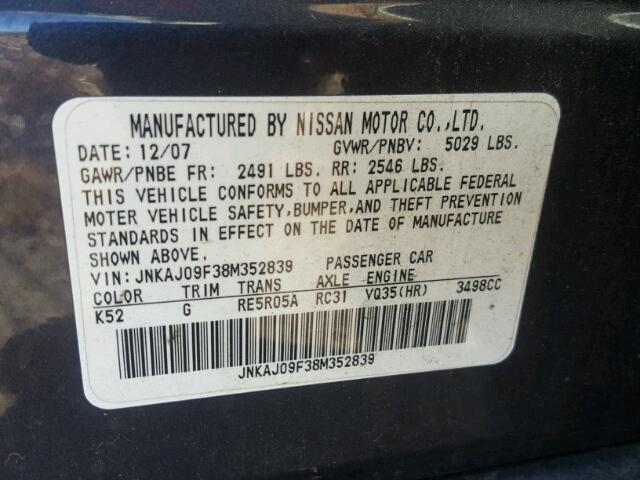 MANUFACTURED BY NISSAN MOTOR CO.,LTD.
DATE: 12/07 GVWR/PNBV: 5029 LBS.
GAWR/PNBE FR: 2491 LBS. RR: 2546 LBS.
THIS VEHICLE CONFORMS TO ALL APPLICABLE FEDERAL
MOTER VEHICLE SAFETY,BUMPER,AND THEFT PREVENTION
STANDARDS IN EFFECT ON THE DATE OF MANUFACTURE
SHOWN ABOVE.
VIN: JNKAJ09F38M352839 PASSENGER CAR
COLOR TRIM TRANS AXLE ENGINE
K52 G RE5R05A RC31 VQ35(HR) 3498CC
JNKAJ09F38M352839